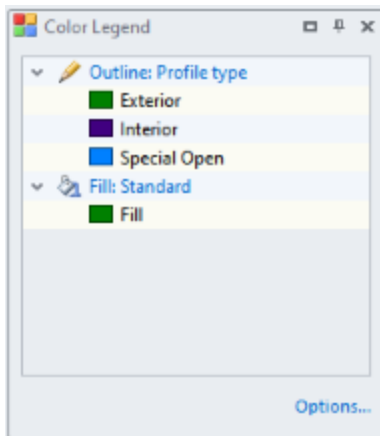 Color Legend
Outline: Profile type
Exterior
Interior
Special Open
Fill: Standard
Fill
Options...